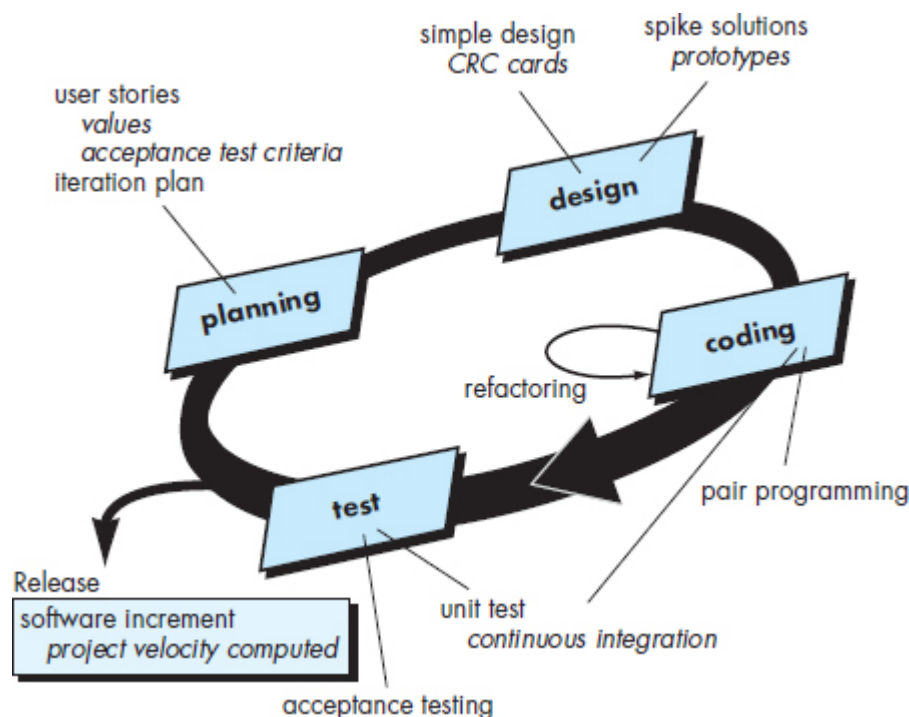 simple design
CRC cards
spike solutions
prototypes
user stories
values
acceptance test criteria
iteration plan
design
planning
coding
refactoring
test
pair programming
Release
software increment
project velocity computed
unit test
continuous integration
acceptance testing